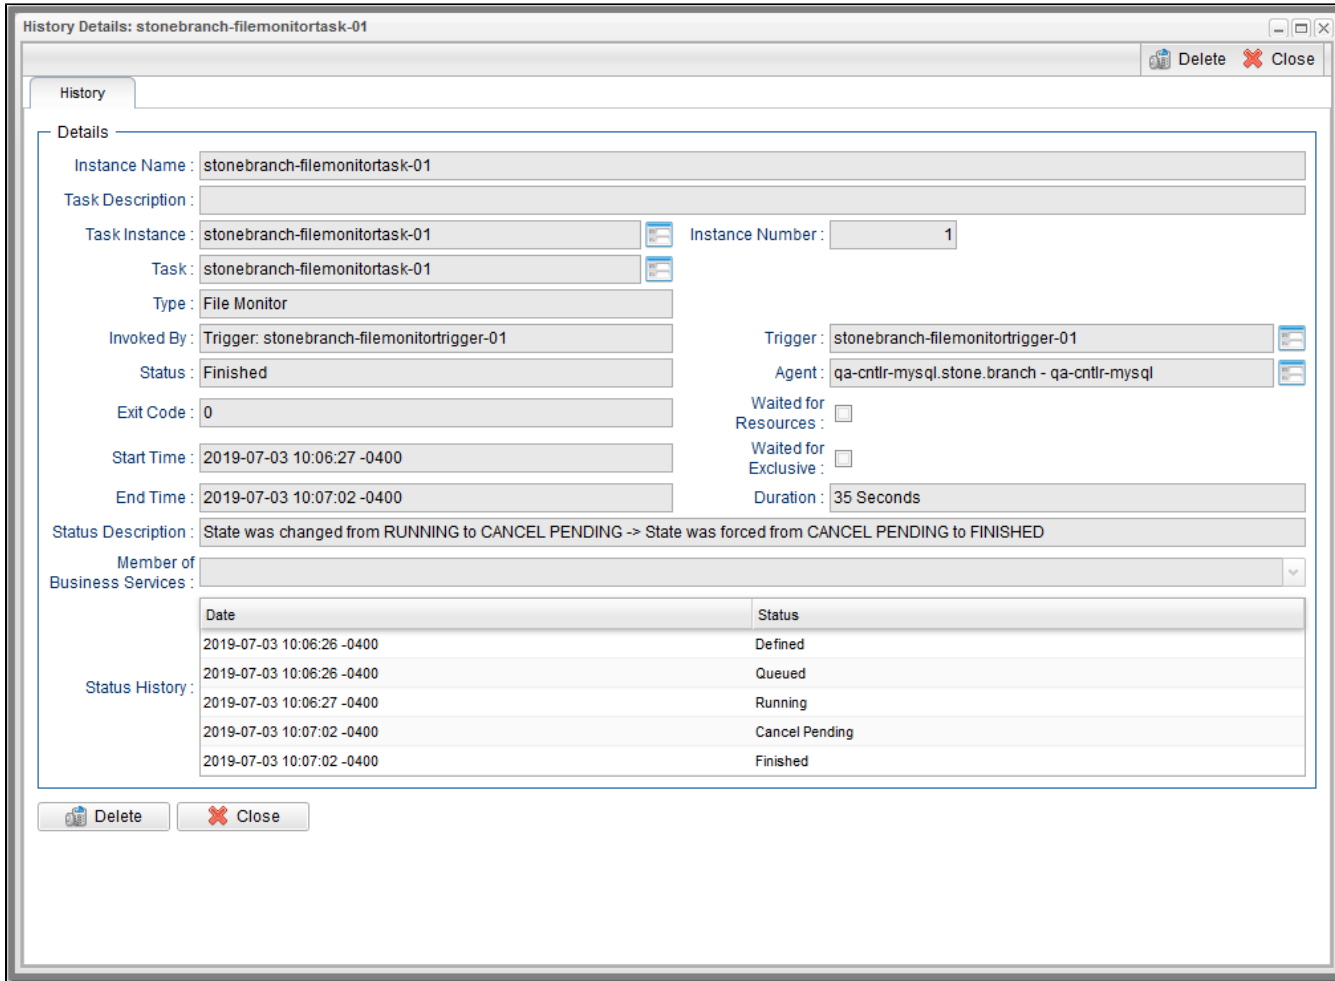 History Details: stonebranch-filemonitortask-01
Delete Close
History
Details
Instance Name : stonebranch-filemonitortask-01
Task Description :
Task Instance : stonebranch-filemonitortask-01 Instance Number : 1
Task : stonebranch-filemonitortask-01
Type : File Monitor
Invoked By : Trigger: stonebranch-filemonitortrigger-01 Trigger : stonebranch-filemonitortrigger-01
Status : Finished Agent : qa-cntlr-mysql.stone.branch - qa-cntlr-mysql
Exit Code : 0 Waited for
Resources :
Start Time : 2019-07-03 10:06:27 -0400 Waited for
Exclusive :
End Time : 2019-07-03 10:07:02 -0400 Duration : 35 Seconds
Status Description : State was changed from RUNNING to CANCEL PENDING -> State was forced from CANCEL PENDING to FINISHED
Member of
Business Services :
Date Status
2019-07-03 10:06:26 -0400 Defined
2019-07-03 10:06:26 -0400 Queued
Status History : 2019-07-03 10:06:27 -0400 Running
2019-07-03 10:07:02 -0400 Cancel Pending
2019-07-03 10:07:02 -0400 Finished
Delete Close